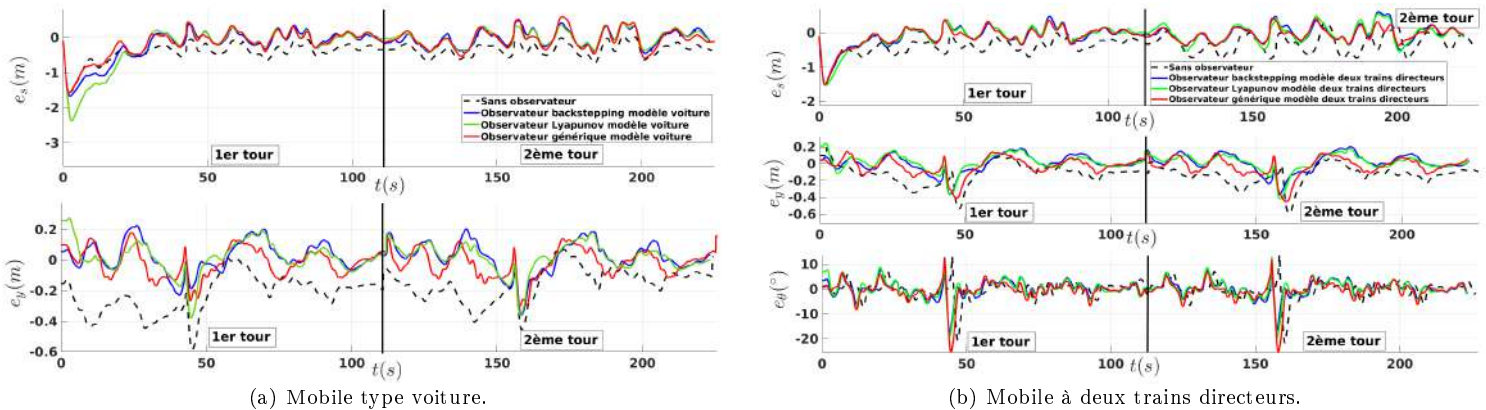 0
-1
-2
-3
e_s(m)
Sans observateur
Observateur backstepping modèle voiture
Observateur Lyapunov modèle voiture
Observateur générique modèle voiture
1er tour
2ème tour
0 50 100 150 200
t(s)
0.2
0
-0.2
-0.4
-0.6
e_y(m)
1er tour
2ème tour
0 50 100 150 200
t(s)
(a) Mobile type voiture.
0
-1
-2
e_s(m)
2ème tour
Sans observateur
Observateur backstepping modèle deux trains directeurs
Observateur Lyapunov modèle deux trains directeurs
Observateur générique modèle deux trains directeurs
1er tour
0 50 100 150 200
t(s)
0.2
0
-0.2
-0.4
-0.6
e_y(m)
1er tour
2ème tour
0 50 100 150 200
t(s)
10
0
-10
-20
e_θ(°)
1er tour
2ème tour
0 50 100 150 200
t(s)
(b) Mobile à deux trains directeurs.